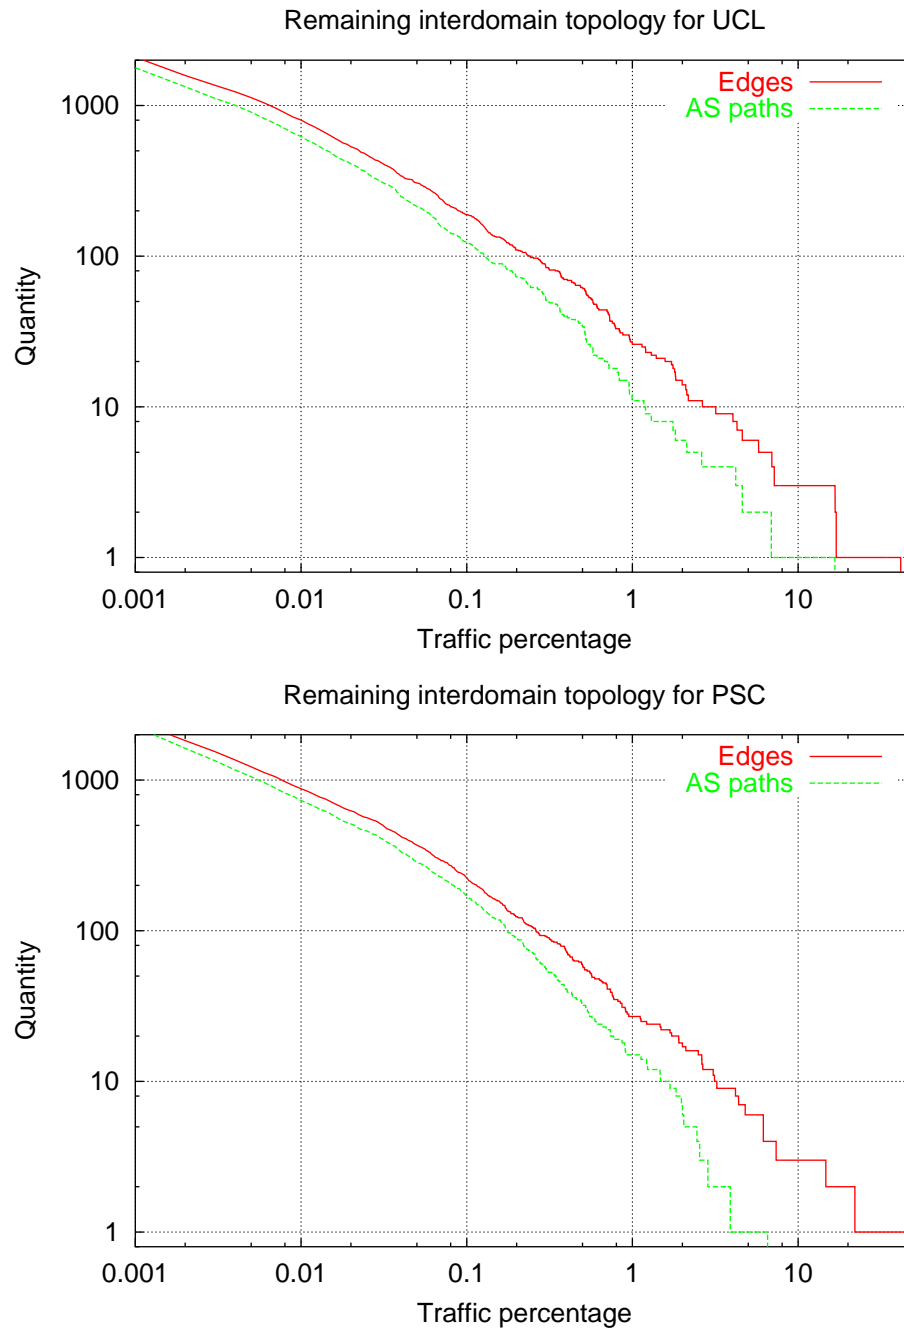 Remaining interdomain topology for UCL
Edges
AS paths
1000
100
10
1
Quantity
0.001 0.01 0.1 1 10
Traffic percentage
Remaining interdomain topology for PSC
Edges
AS paths
1000
100
10
1
Quantity
0.001 0.01 0.1 1 10
Traffic percentage